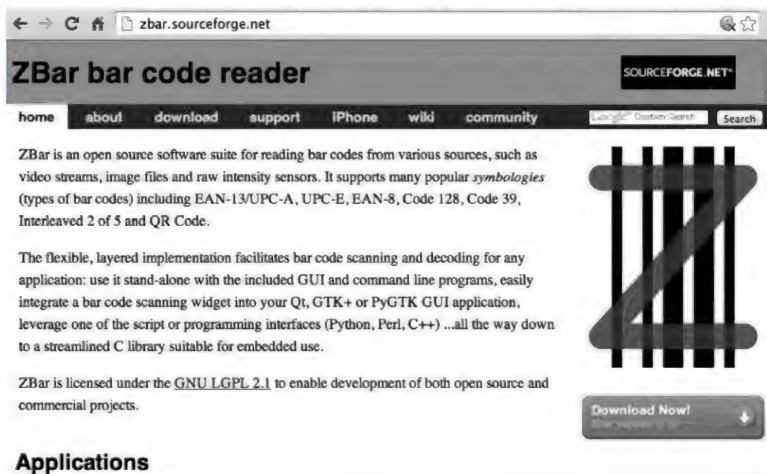 zbar.sourceforge.net
ZBar bar code reader
SOURCEFORGE.NET®
home about download support iPhone wiki community
Google™ Custom Search Search
ZBar is an open source software suite for reading bar codes from various sources, such as
video streams, image files and raw intensity sensors. It supports many popular symbologies
(types of bar codes) including EAN-13/UPC-A, UPC-E, EAN-8, Code 128, Code 39,
Interleaved 2 of 5 and QR Code.
The flexible, layered implementation facilitates bar code scanning and decoding for any
application: use it stand-alone with the included GUI and command line programs, easily
integrate a bar code scanning widget into your Qt, GTK+ or PyGTK GUI application,
leverage one of the script or programming interfaces (Python, Perl, C++) ...all the way down
to a streamlined C library suitable for embedded use.
ZBar is licensed under the GNU LGPL 2.1 to enable development of both open source and
commercial projects.
Download Now!
Applications